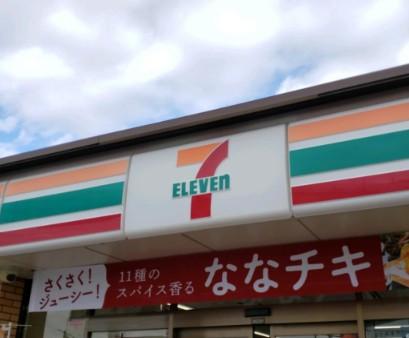 7
ELEVEn
さくさく!
ジューシー!
11種の
スパイス香る
ななチキ